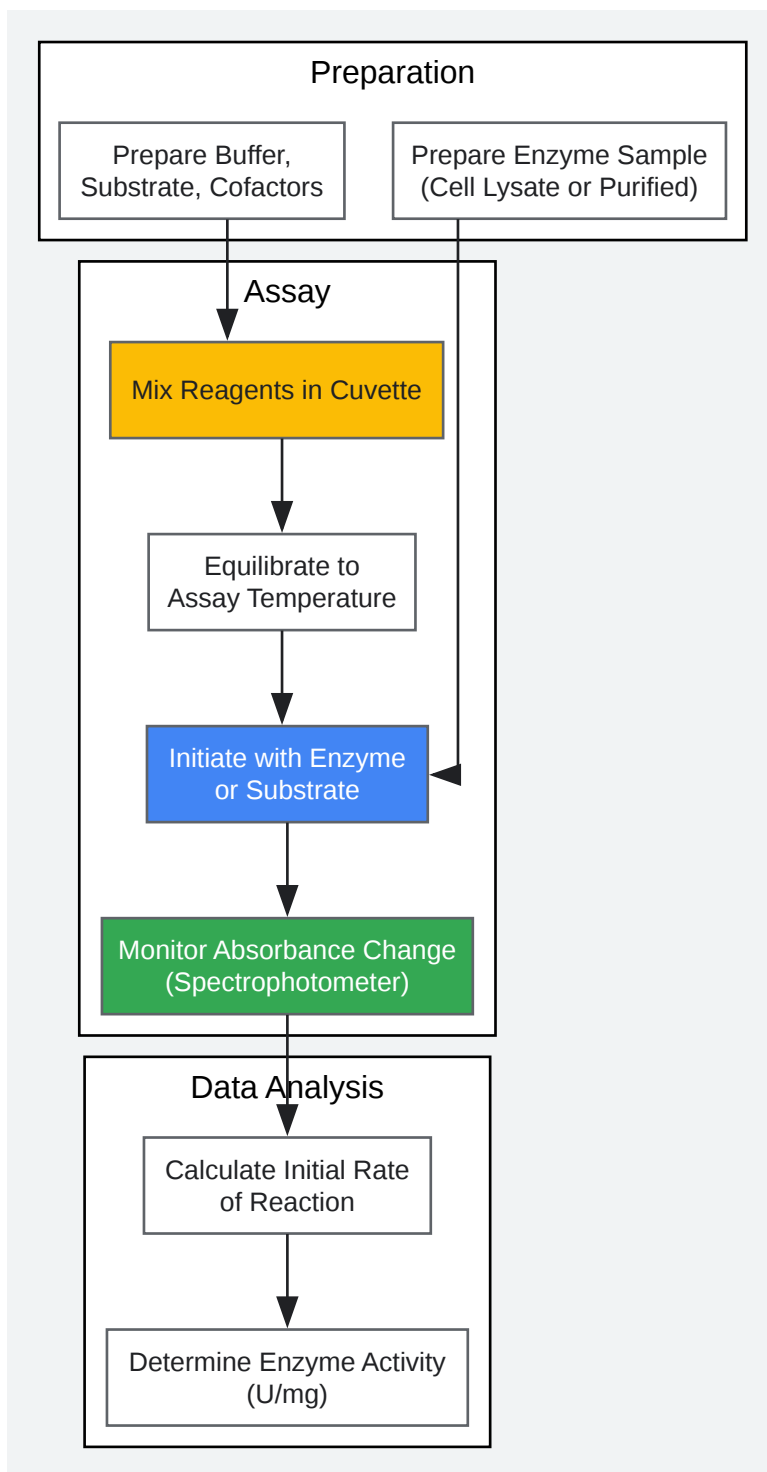 Preparation
Prepare Buffer,
Substrate, Cofactors
Prepare Enzyme Sample
(Cell Lysate or Purified)
Assay
Mix Reagents in Cuvette
Equilibrate to
Assay Temperature
Initiate with Enzyme
or Substrate
Monitor Absorbance Change
(Spectrophotometer)
Data Analysis
Calculate Initial Rate
of Reaction
Determine Enzyme Activity
(U/mg)